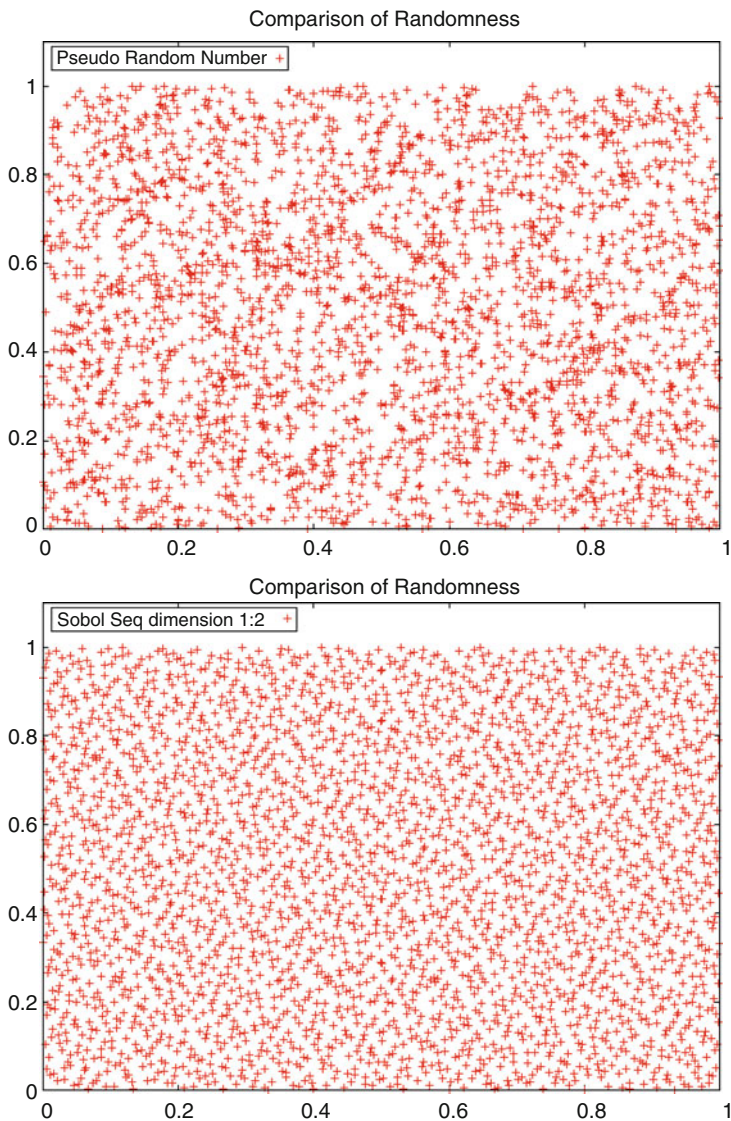 Comparison of Randomness
Pseudo Random Number +
1
0.8
0.6
0.4
0.2
0
0 0.2 0.4 0.6 0.8 1
Comparison of Randomness
Sobol Seq dimension 1:2 +
1
0.8
0.6
0.4
0.2
0
0 0.2 0.4 0.6 0.8 1